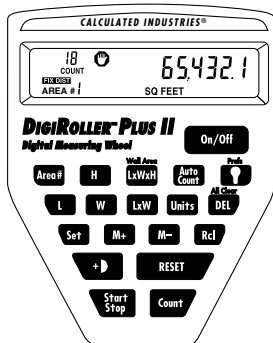 CALCULATED INDUSTRIES®
18 65,432.1
COUNT
FIX DIST
AREA #1 SQ FEET
DIGIROLLER™ PLUS II
Digital Measuring Wheel
On/Off
Wall Area Prefs
Area# H LxWxH Auto Count
All Clear
L W LxW Units DEL
Set M+ M− Rcl
+ RESET
Start Stop Count